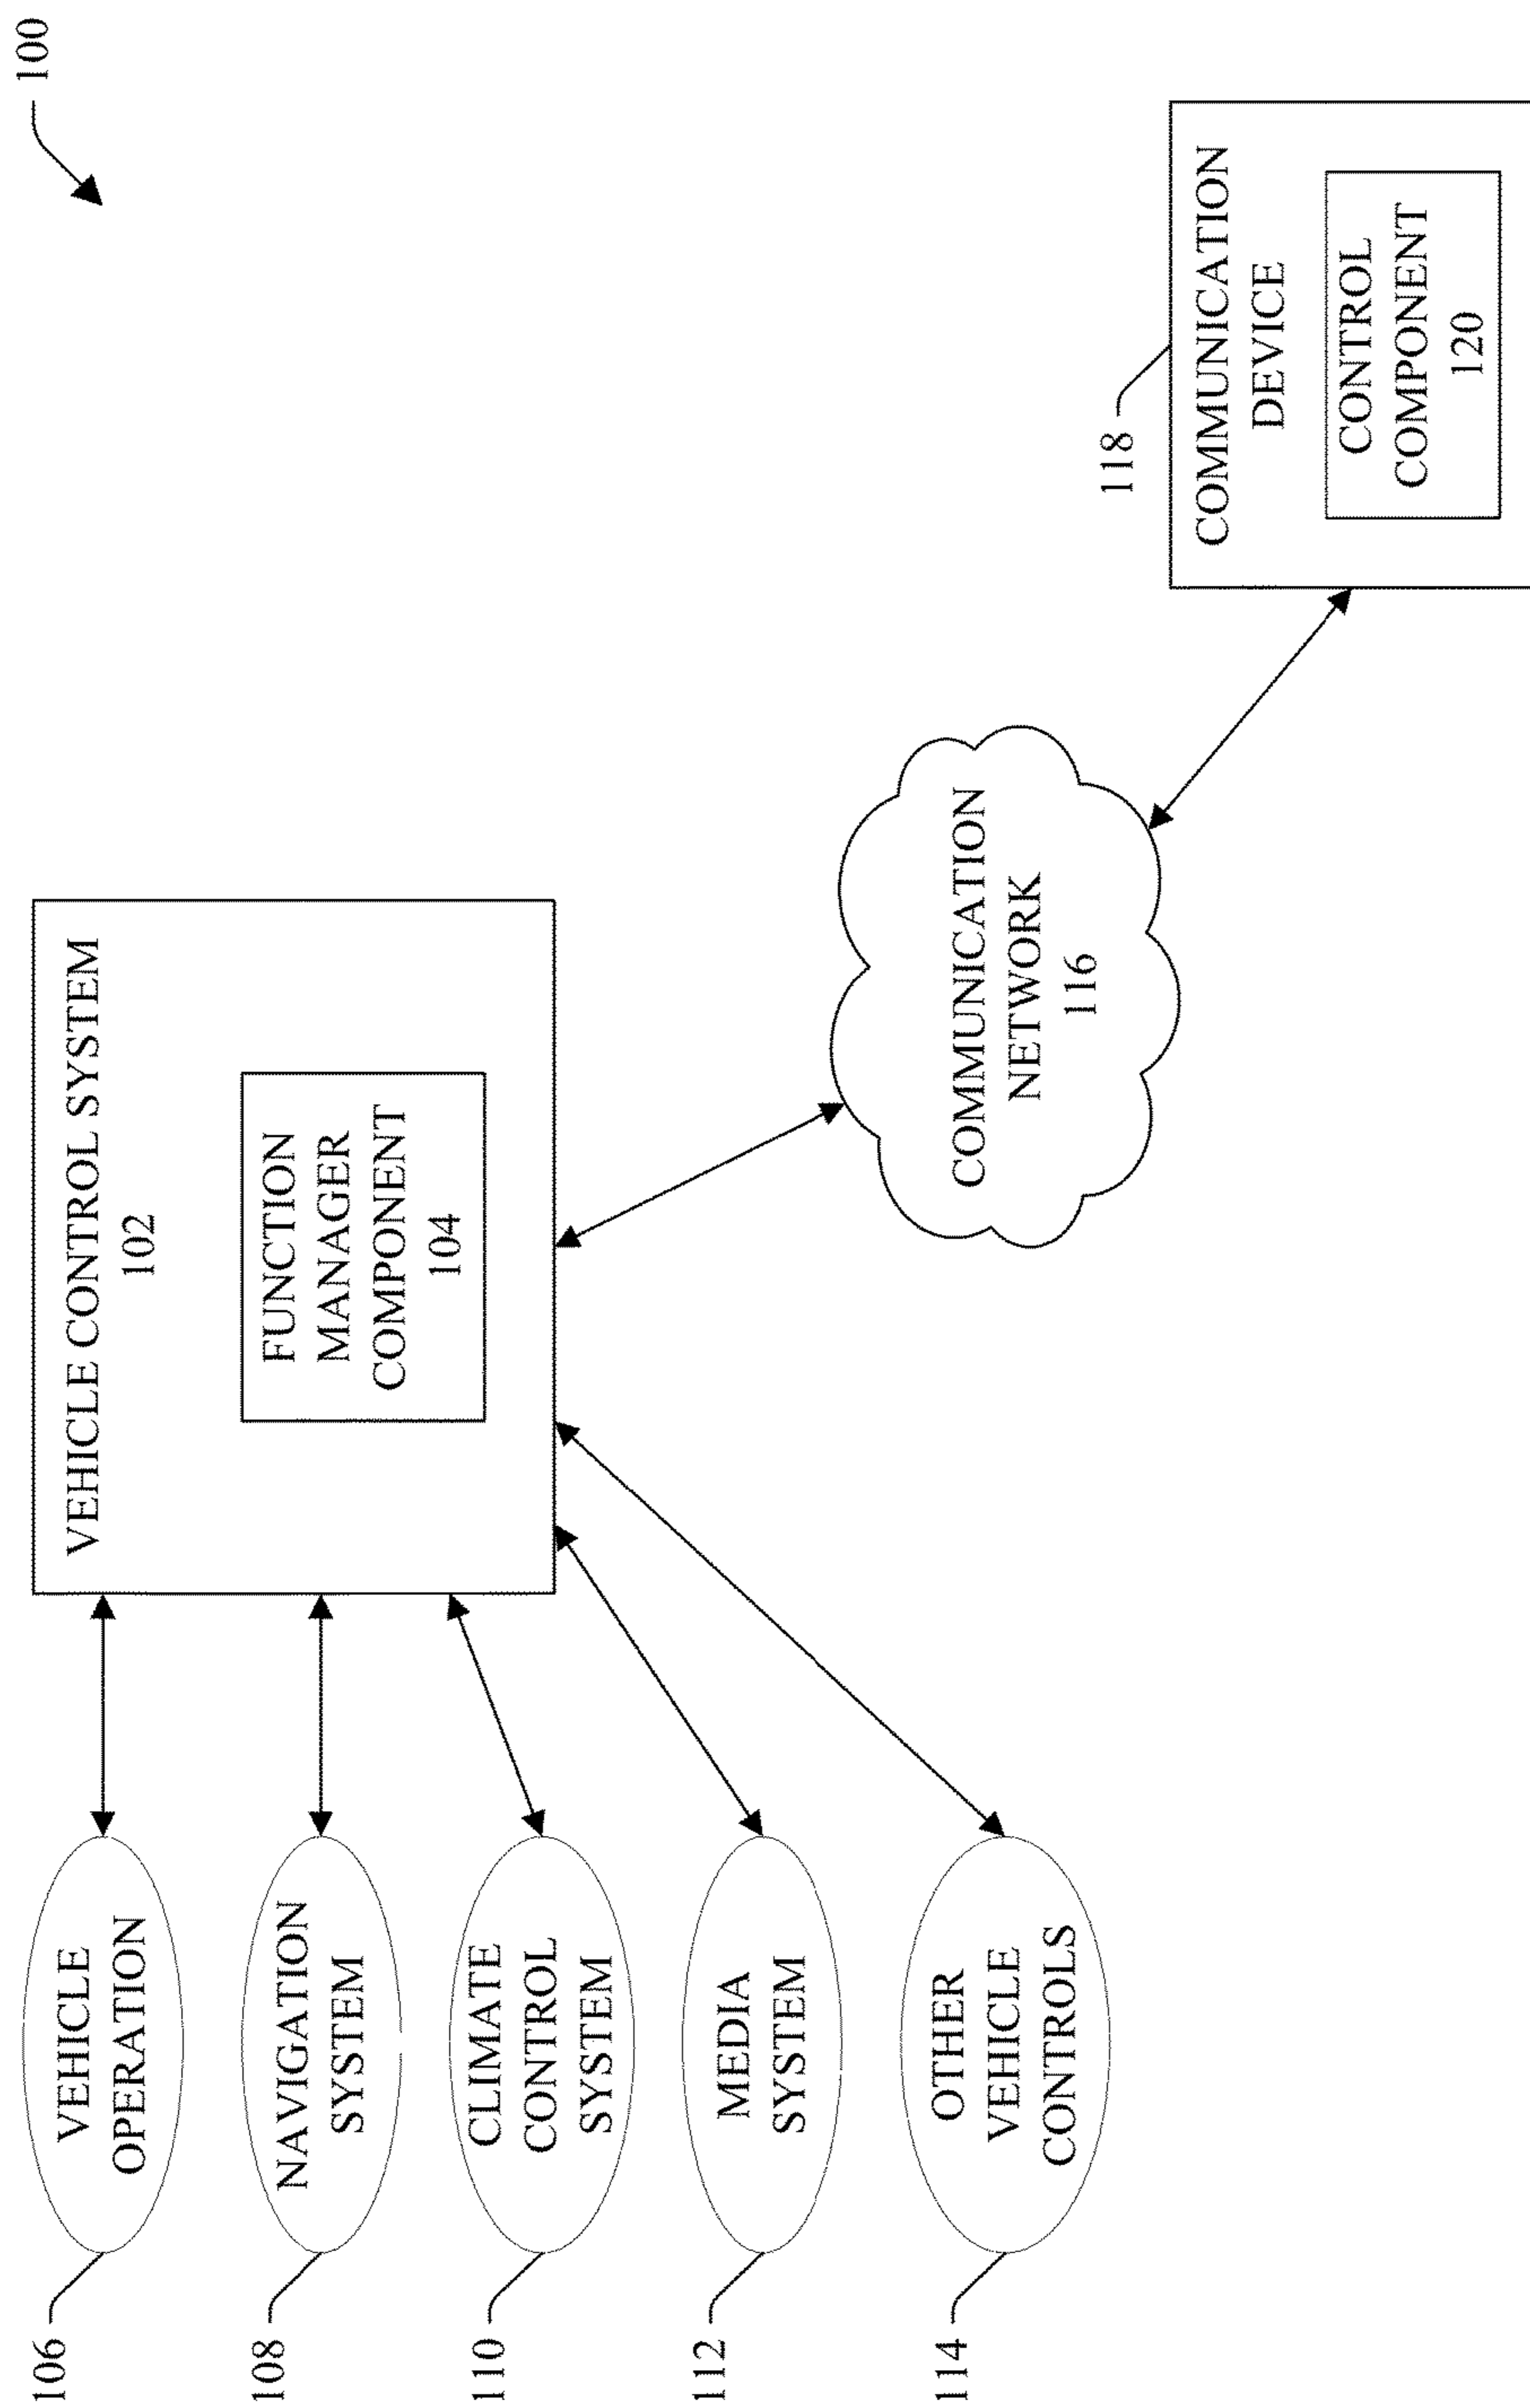 100
VEHICLE CONTROL SYSTEM
102
FUNCTION
MANAGER
COMPONENT
104
106
VEHICLE
OPERATION
108
NAVIGATION
SYSTEM
110
CLIMATE
CONTROL
SYSTEM
112
MEDIA
SYSTEM
114
OTHER
VEHICLE
CONTROLS
COMMUNICATION
NETWORK
116
118
COMMUNICATION
DEVICE
CONTROL
COMPONENT
120